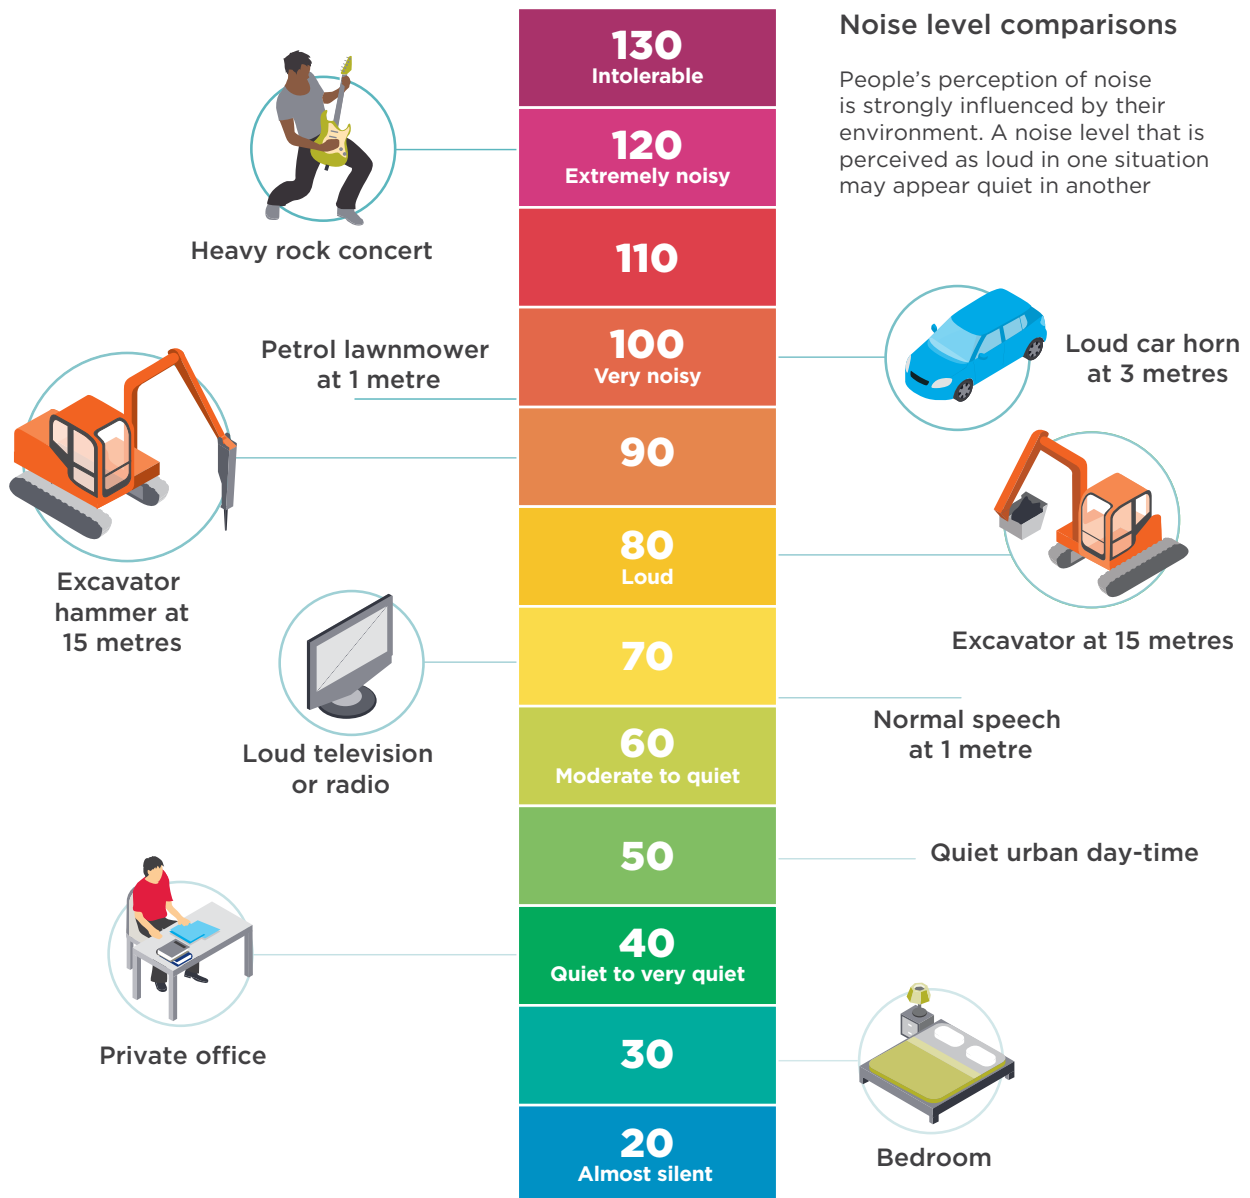 Noise level comparisons
People’s perception of noise
is strongly influenced by their
environment. A noise level that is
perceived as loud in one situation
may appear quiet in another
130
Intolerable
120
Extremely noisy
Heavy rock concert
110
100
Very noisy
Petrol lawnmower
at 1 metre
Loud car horn
at 3 metres
90
Excavator
hammer at
15 metres
80
Loud
Excavator at 15 metres
70
Loud television
or radio
Normal speech
at 1 metre
60
Moderate to quiet
50
Quiet urban day-time
40
Quiet to very quiet
Private office
30
Bedroom
20
Almost silent